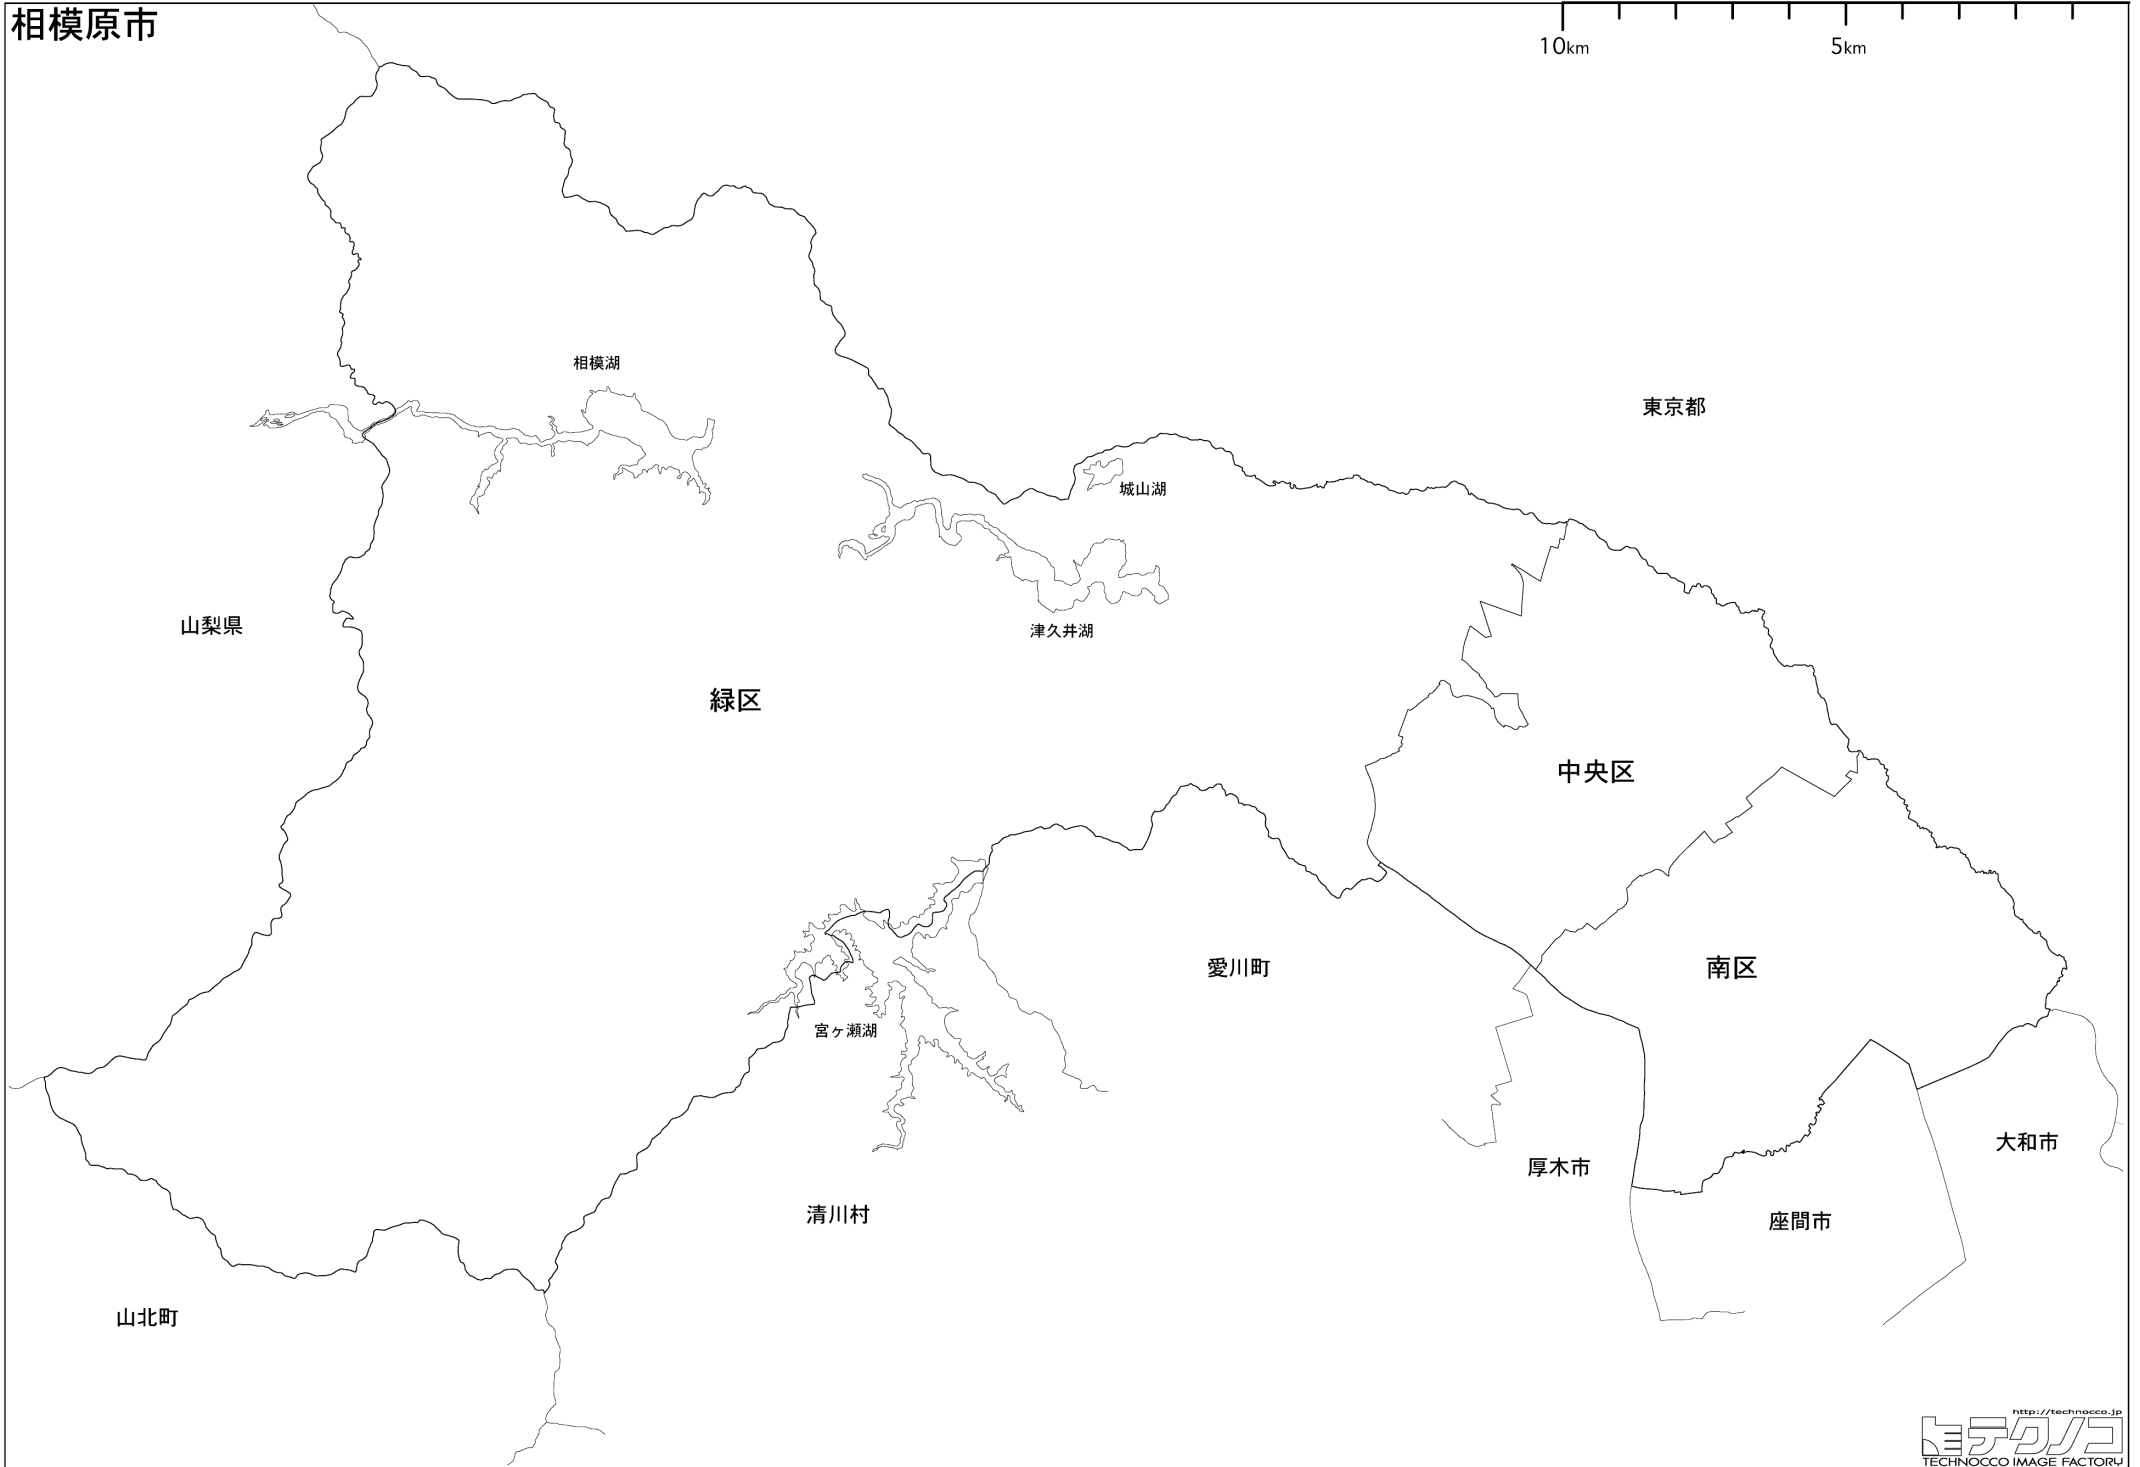 相模原市
10km
5km
相模湖
東京都
城山湖
山梨県
津久井湖
緑区
中央区
愛川町
南区
宮ヶ瀬湖
大和市
厚木市
清川村
座間市
山北町
http://technocco.jp
テクノコ
TECHNOCCO IMAGE FACTORY